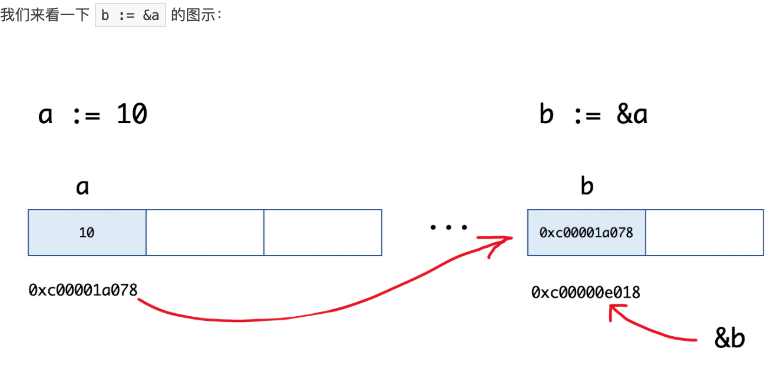 我们来看一下 b := &a 的图示：
a := 10
b := &a
a
b
10
...
0xc00001a078
0xc00001a078
0xc00000e018
&b